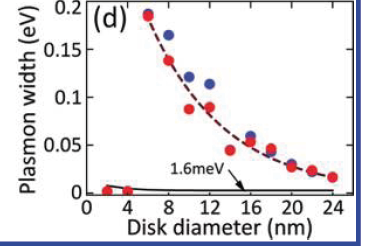 (d)
Plasmon width (eV)
0.2
0.15
0.1
0.05
0
1.6meV
0 4 8 12 16 20 24
Disk diameter (nm)